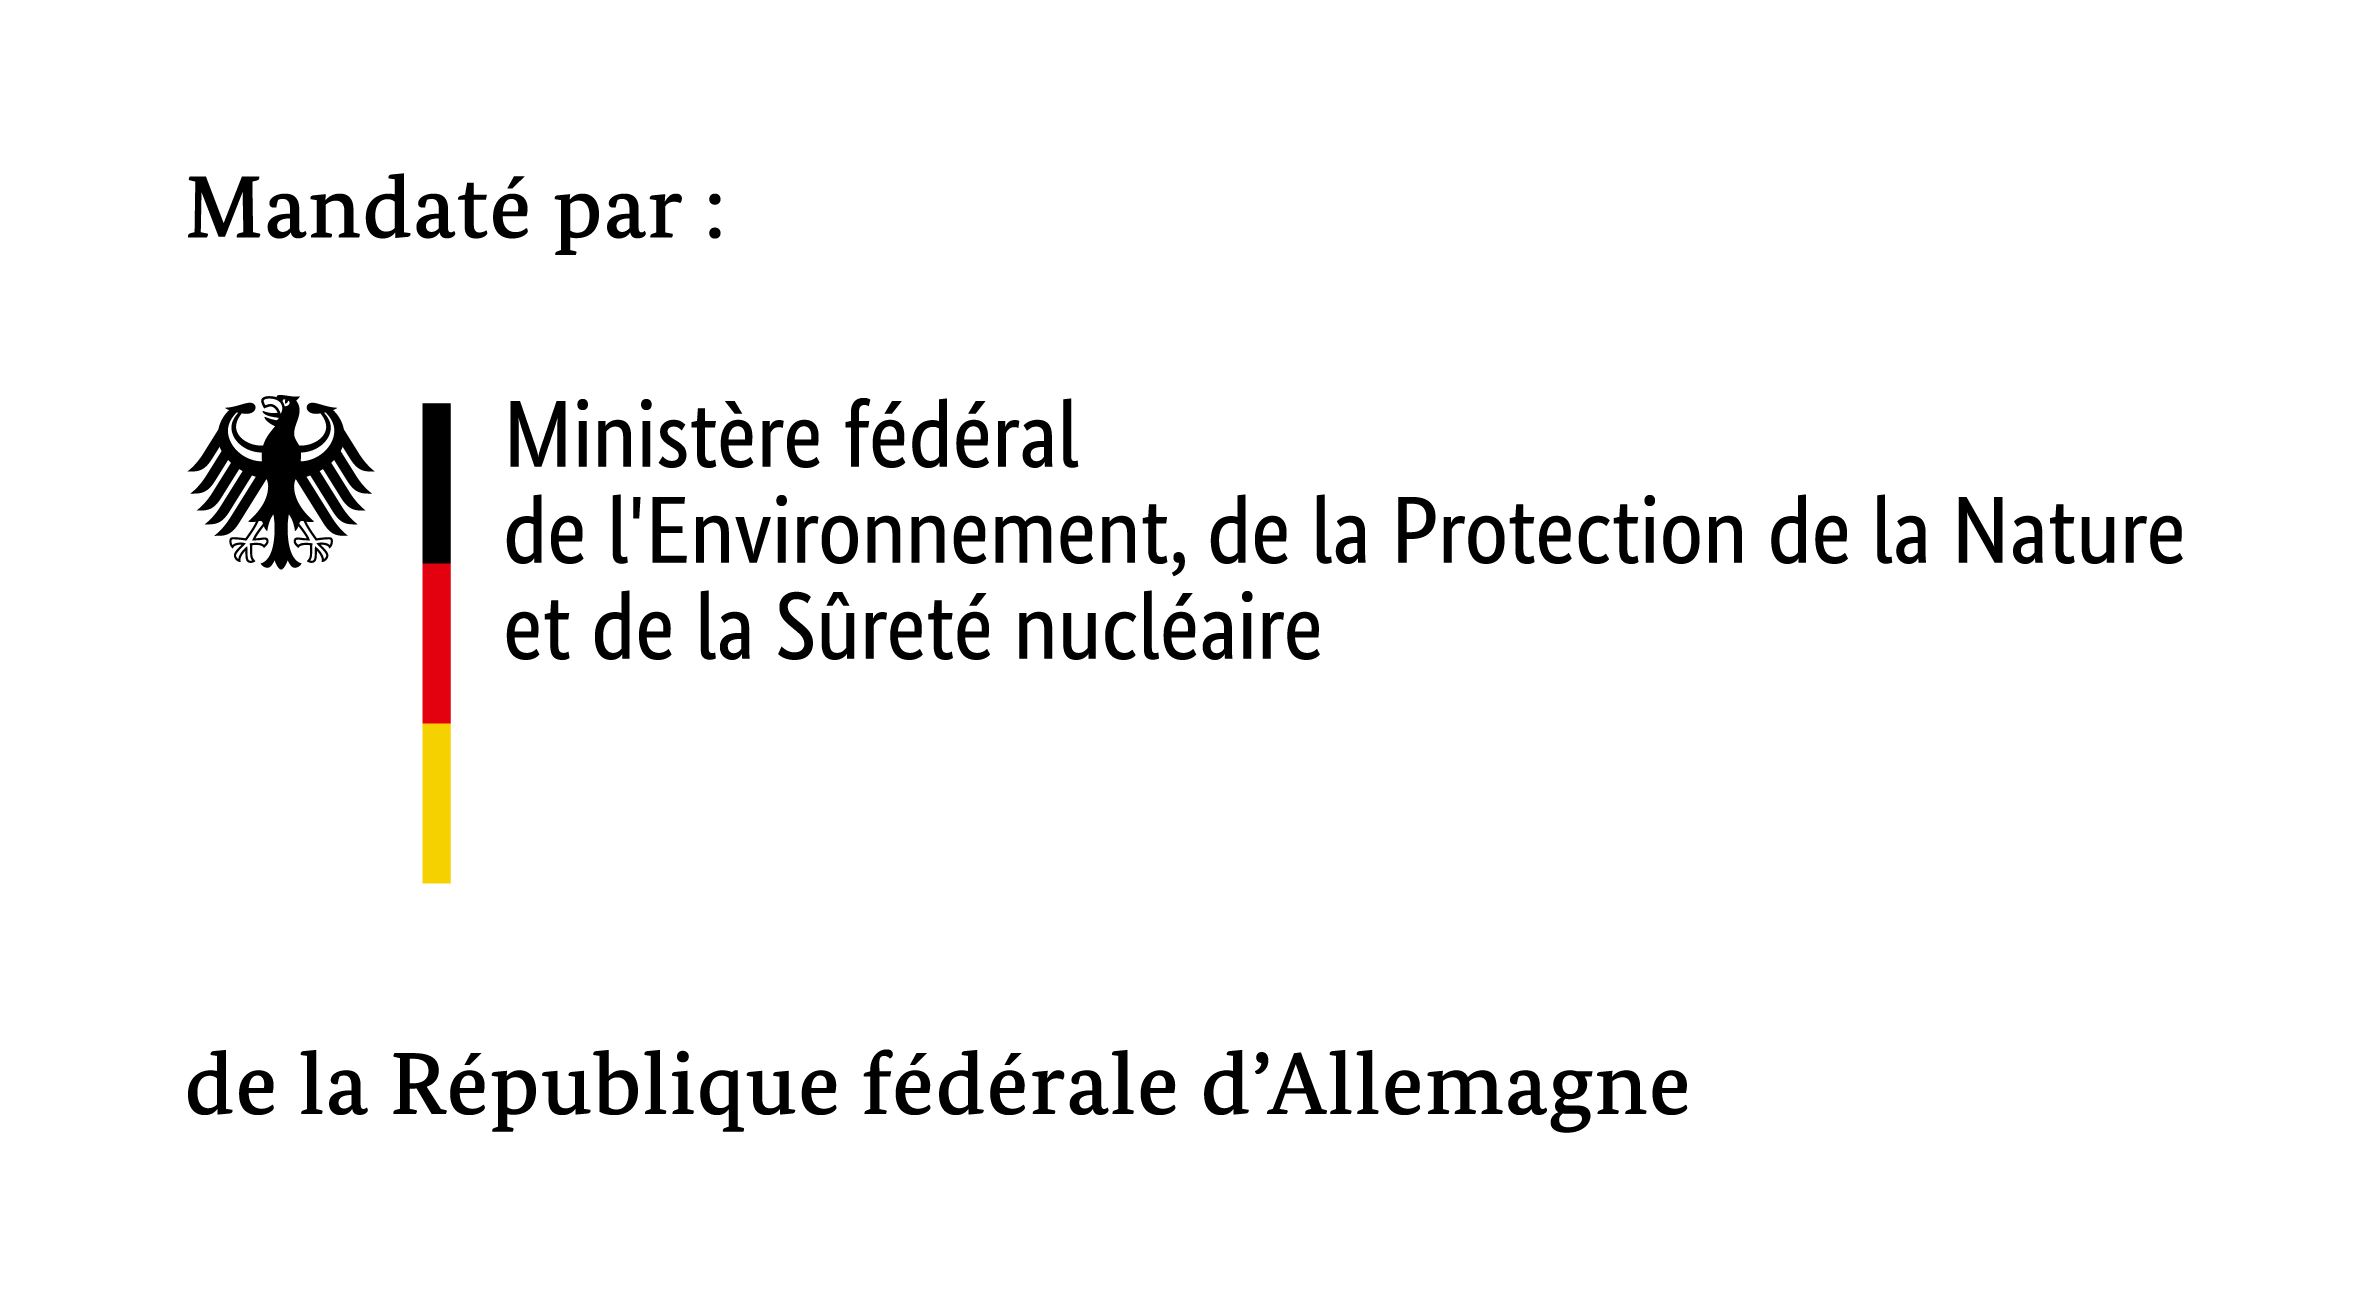 Mandaté par :
Ministère fédéral
de l'Environnement, de la Protection de la Nature
et de la Sûreté nucléaire
de la République fédérale d’Allemagne